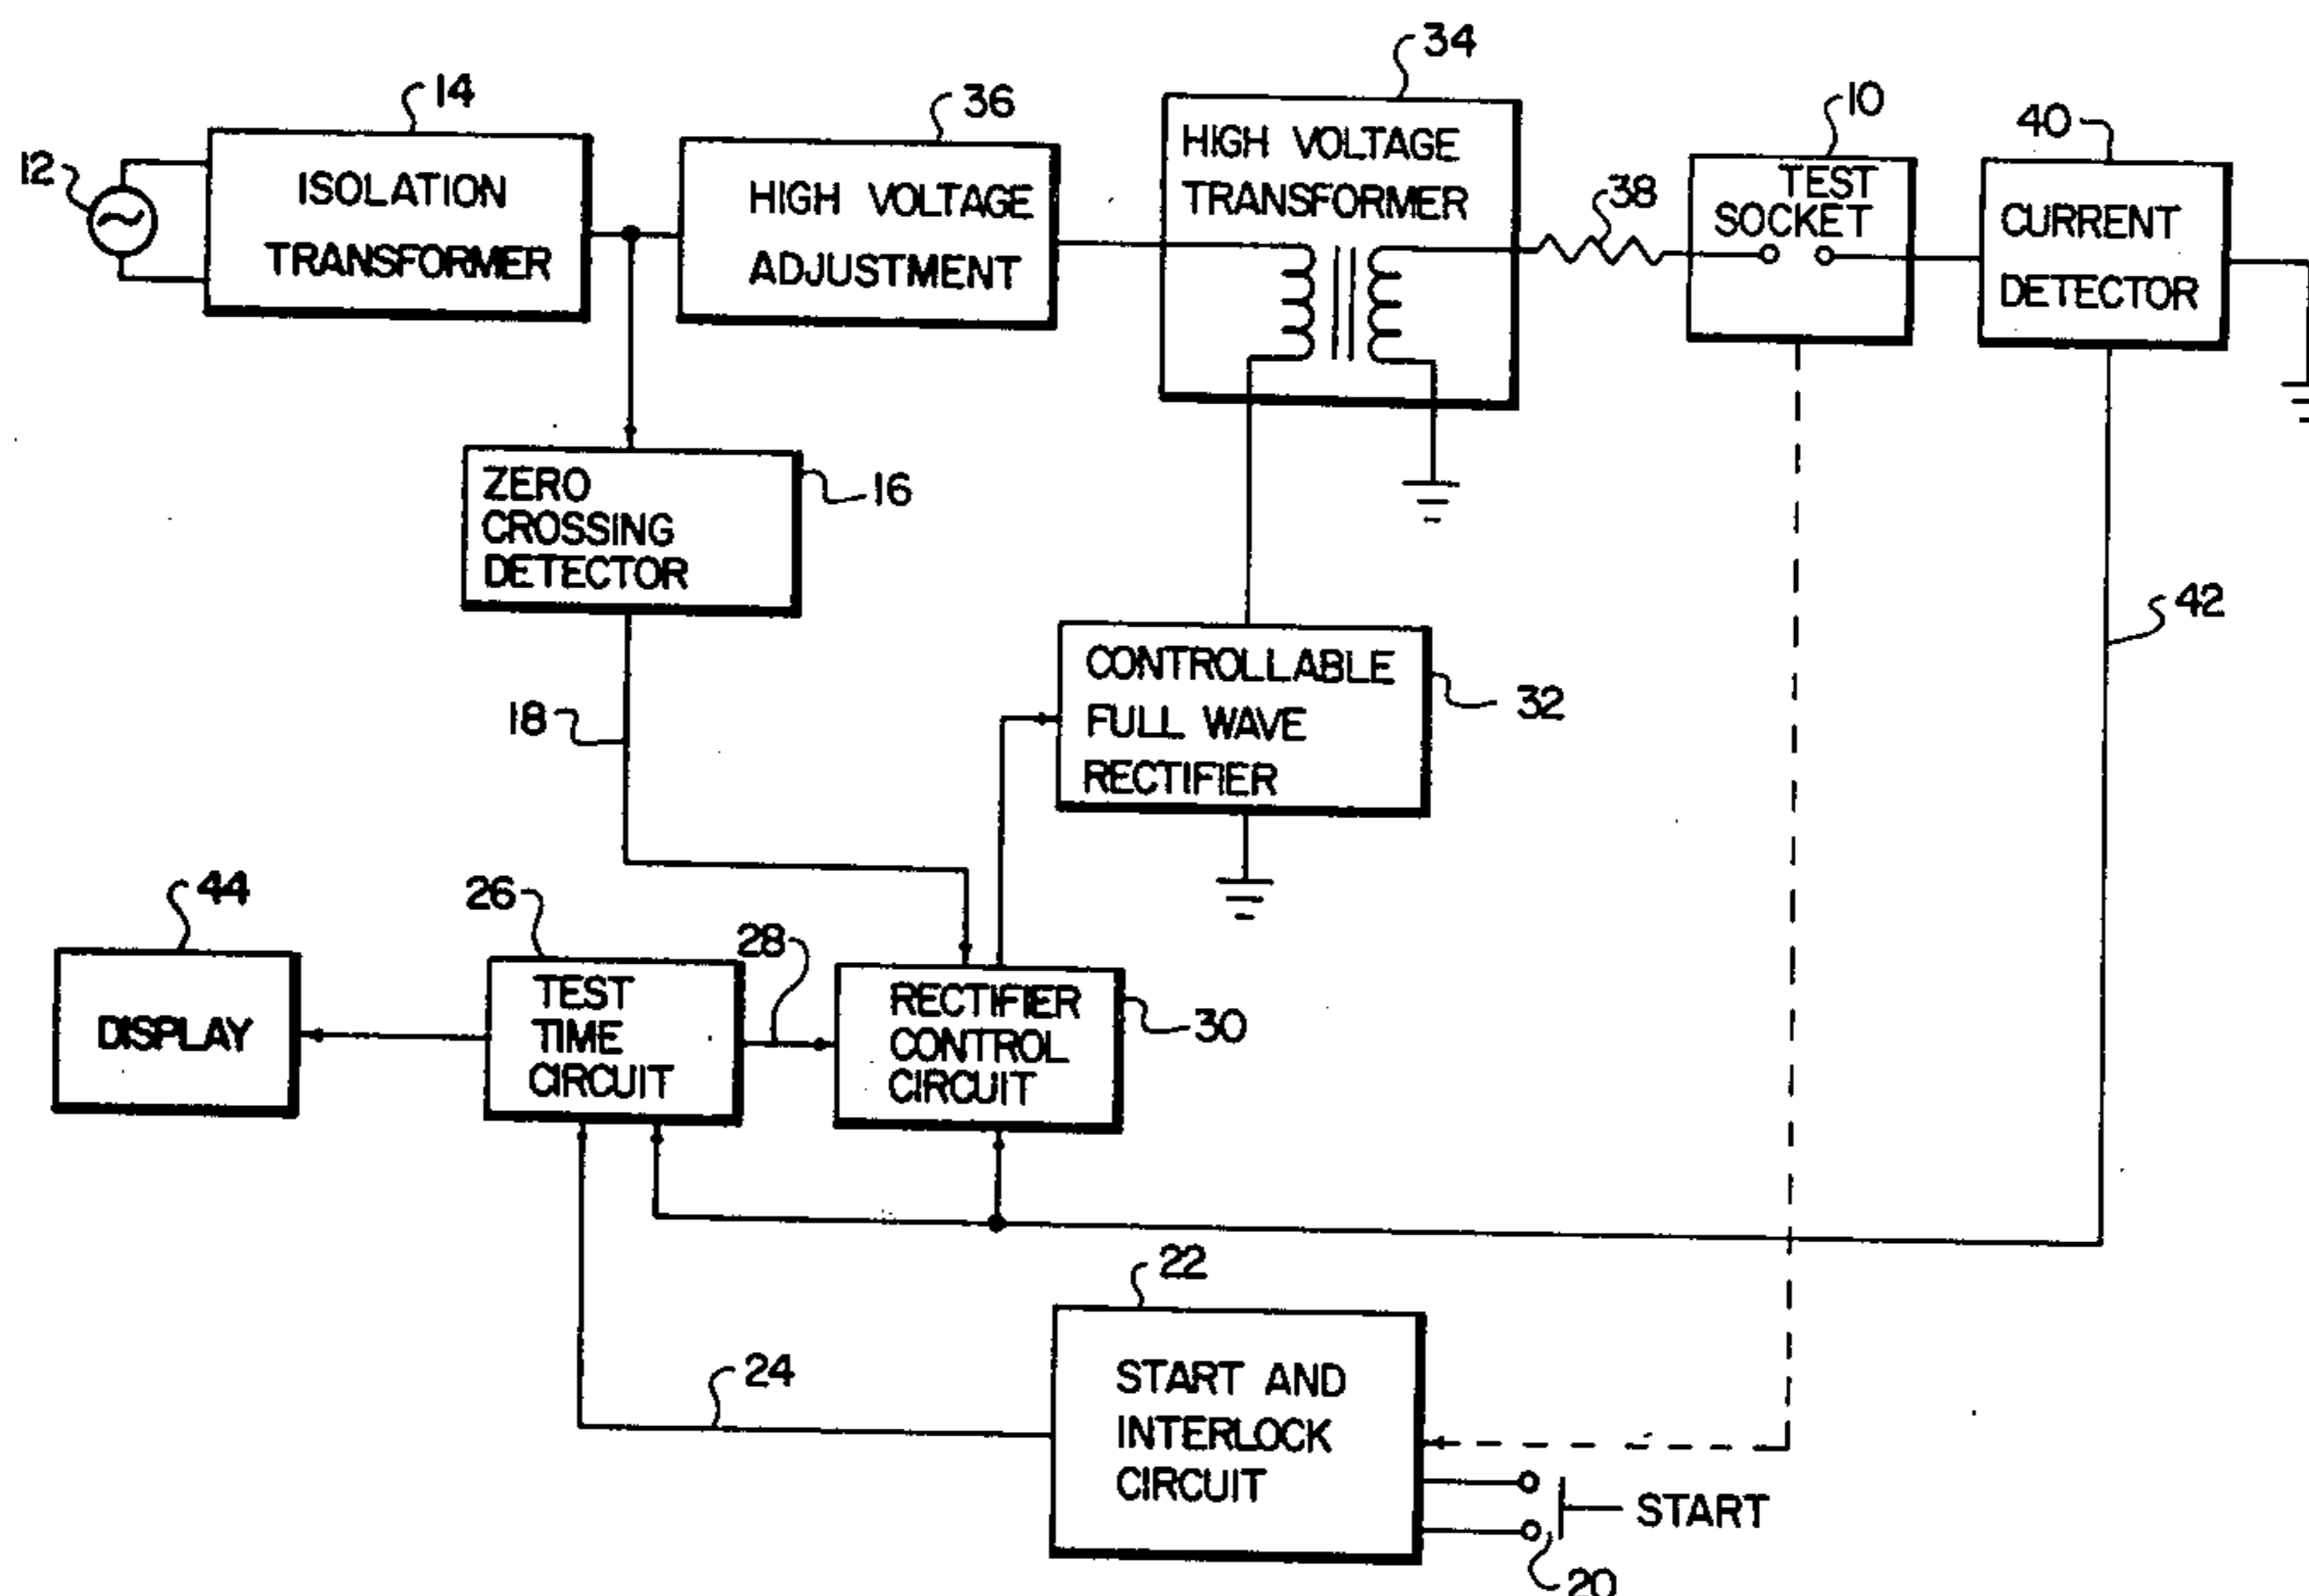 34
14
36
10
40
12
HIGH VOLTAGE
TRANSFORMER
ISOLATION
TRANSFORMER
HIGH VOLTAGE
ADJUSTMENT
38
TEST
SOCKET
CURRENT
DETECTOR
ZERO
CROSSING
DETECTOR
16
42
18
CONTROLLABLE
FULL WAVE
RECTIFIER
32
44
26
28
DISPLAY
TEST
TIME
CIRCUIT
RECTIFIER
CONTROL
CIRCUIT
30
22
24
START AND
INTERLOCK
CIRCUIT
START
20